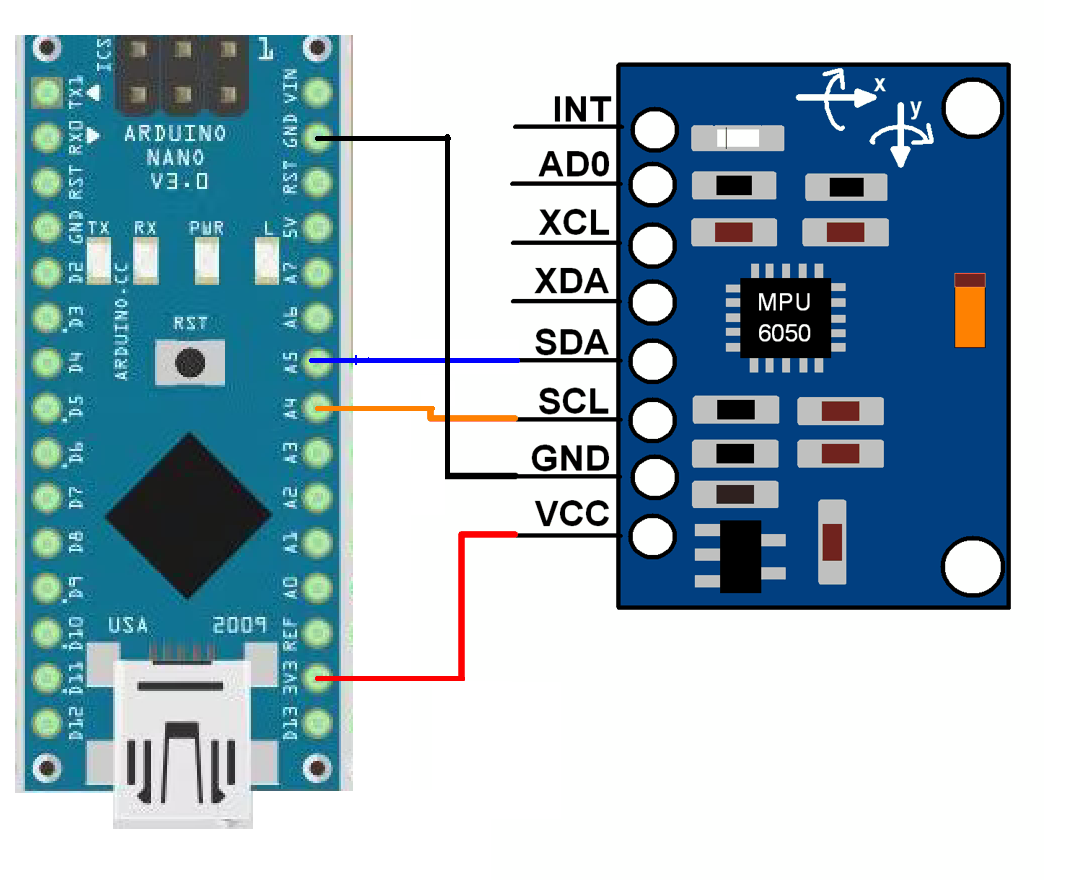 ICS
1
TX1
RX0
RST
GND
D2
D3
D4
D5
D6
D7
D8
D9
D10
D11
D12
ARDUINO
NANO
V3.0
TX
RX
PWR
L
ARDUINO.CC
RST
USA
2009
VIN
GND
RST
5V
A7
A6
A5
A4
A3
A2
A1
A0
REF
3V3
D13
INT
AD0
XCL
XDA
SDA
SCL
GND
VCC
x
y
MPU
6050